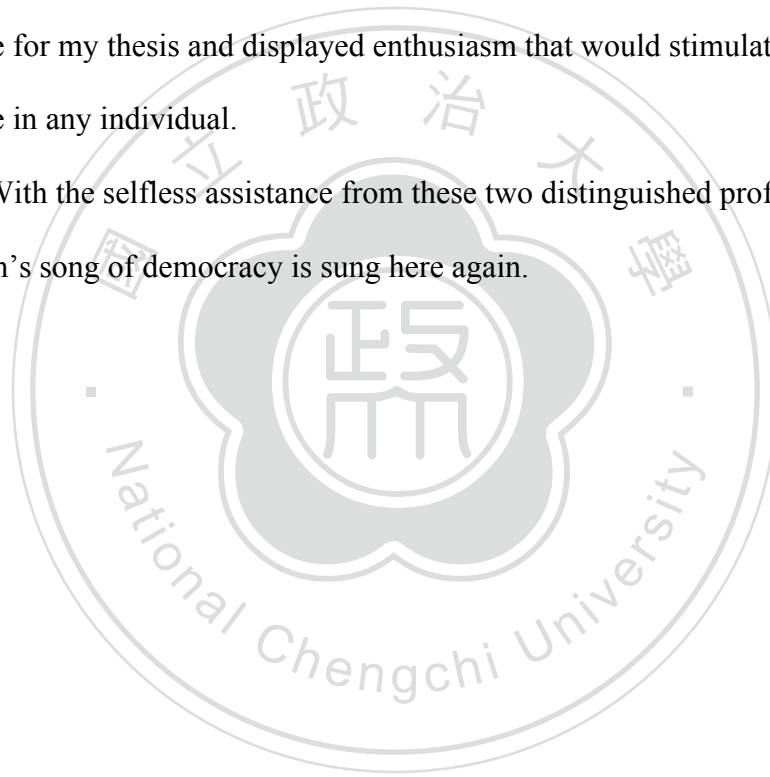 e for my thesis and displayed enthusiasm that would stimulat
e in any individual.
With the selfless assistance from these two distinguished prof
n’s song of democracy is sung here again.
國立政治大學
政
National Chengchi University